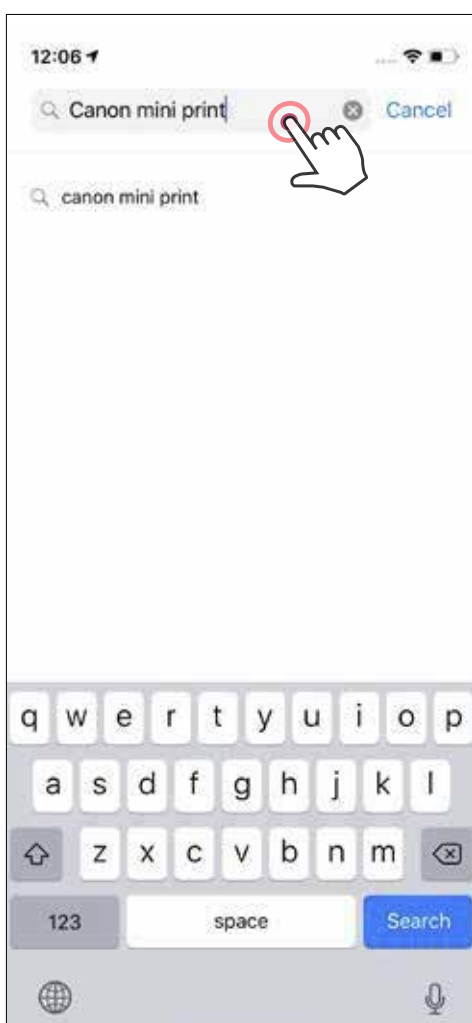 12:06
Canon mini print Cancel
canon mini print
q w e r t y u i o p
a s d f g h j k l
z x c v b n m
123 space Search